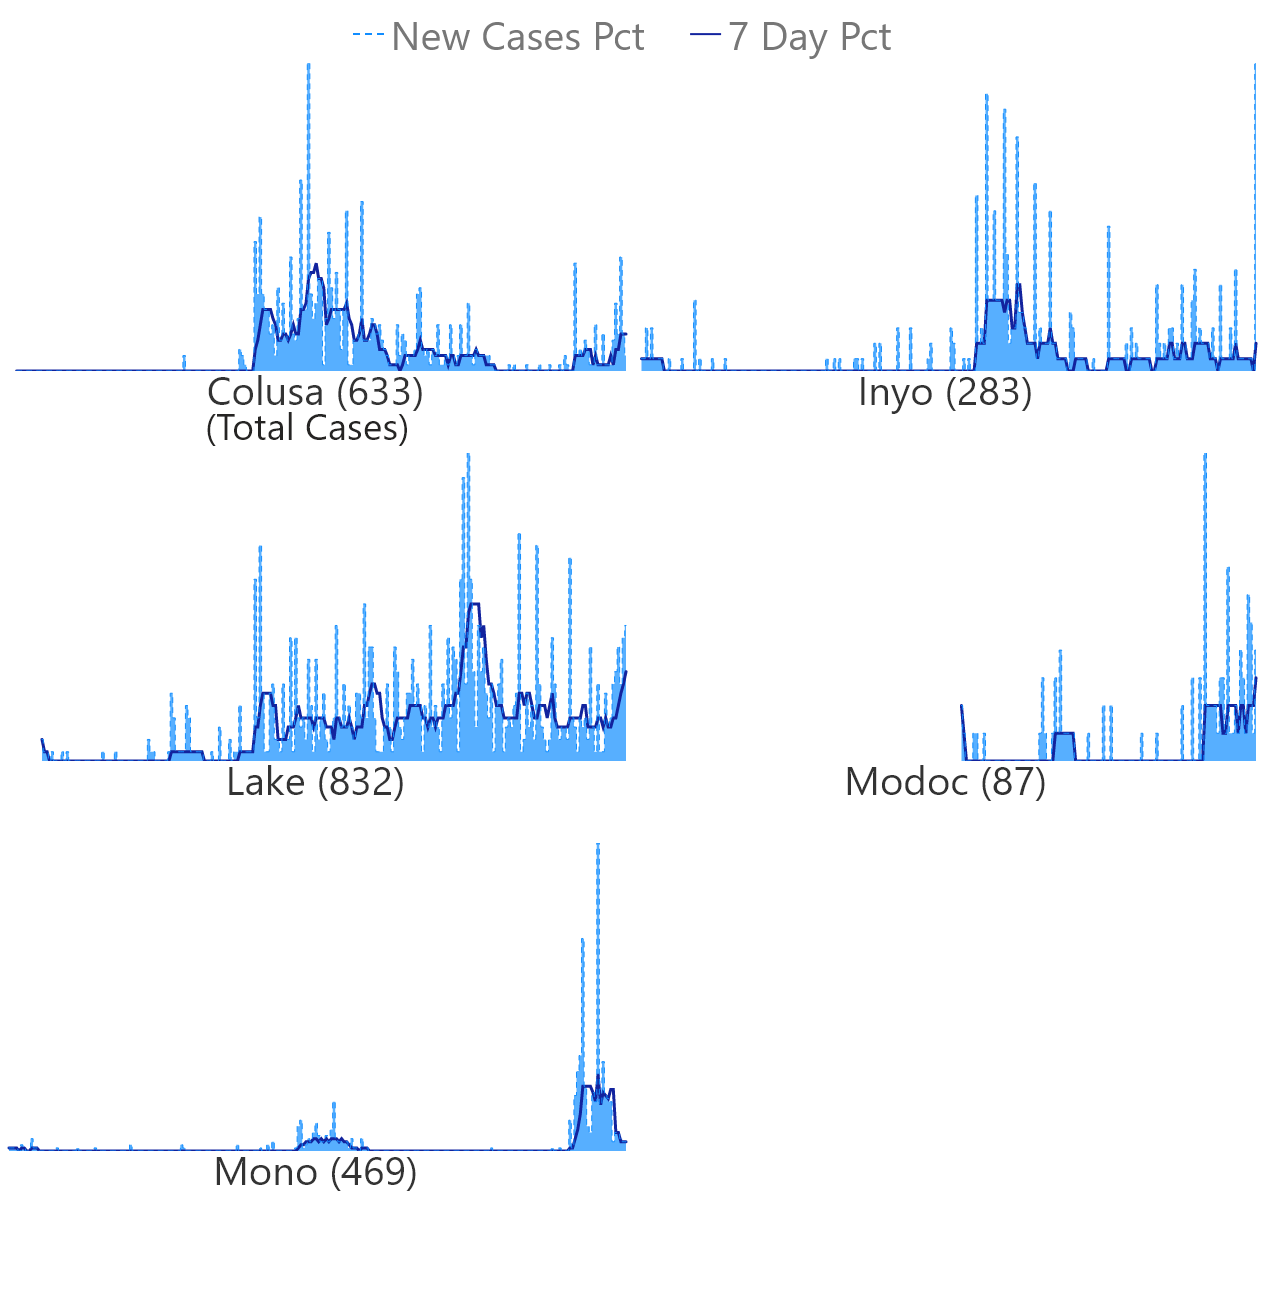 New Cases Pct 7 Day Pct
Colusa (633) Inyo (283)
(Total Cases)
Lake (832) Modoc (87)
Mono (469)